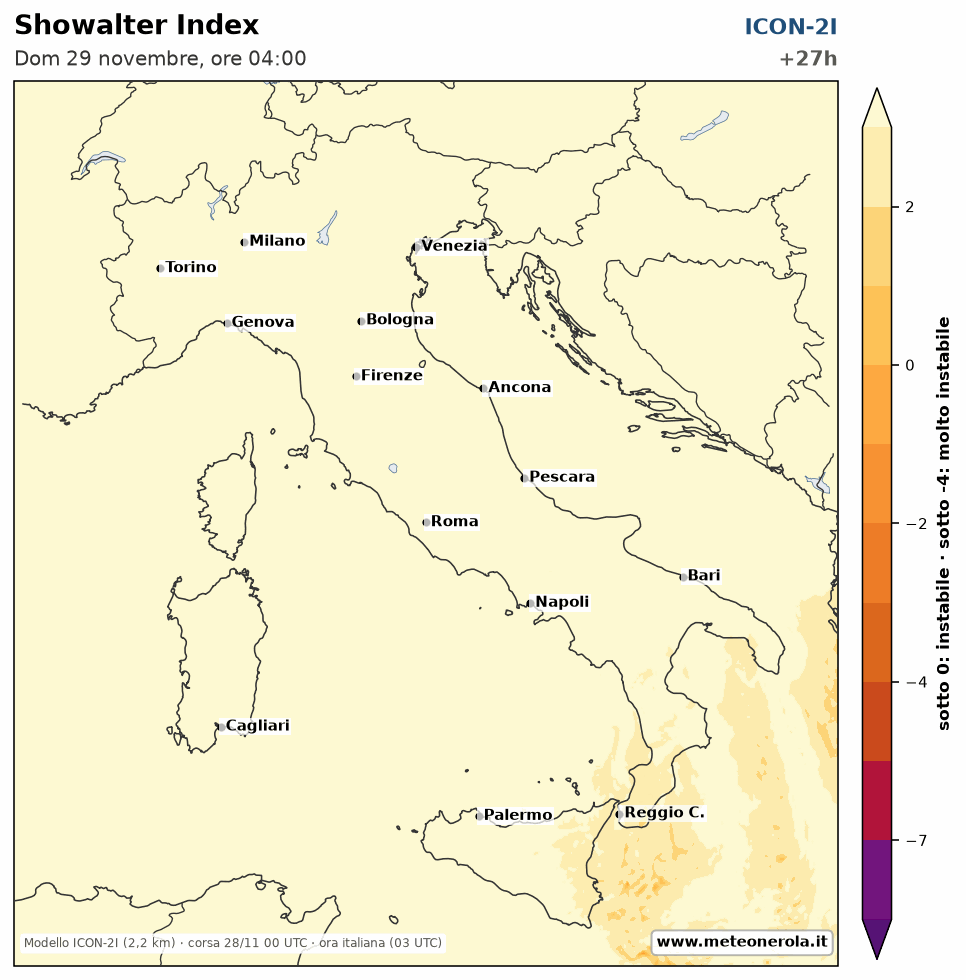 Showalter Index
ICON-2I
Dom 29 novembre, ore 04:00
+27h
Milano
Venezia
Torino
Genova
Bologna
Firenze
Ancona
Pescara
Roma
Bari
Napoli
Cagliari
Palermo
Reggio C.
2
0
−2
−4
−7
sotto 0: instabile · sotto -4: molto instabile
Modello ICON-2I (2,2 km) · corsa 28/11 00 UTC · ora italiana (03 UTC)
www.meteonerola.it